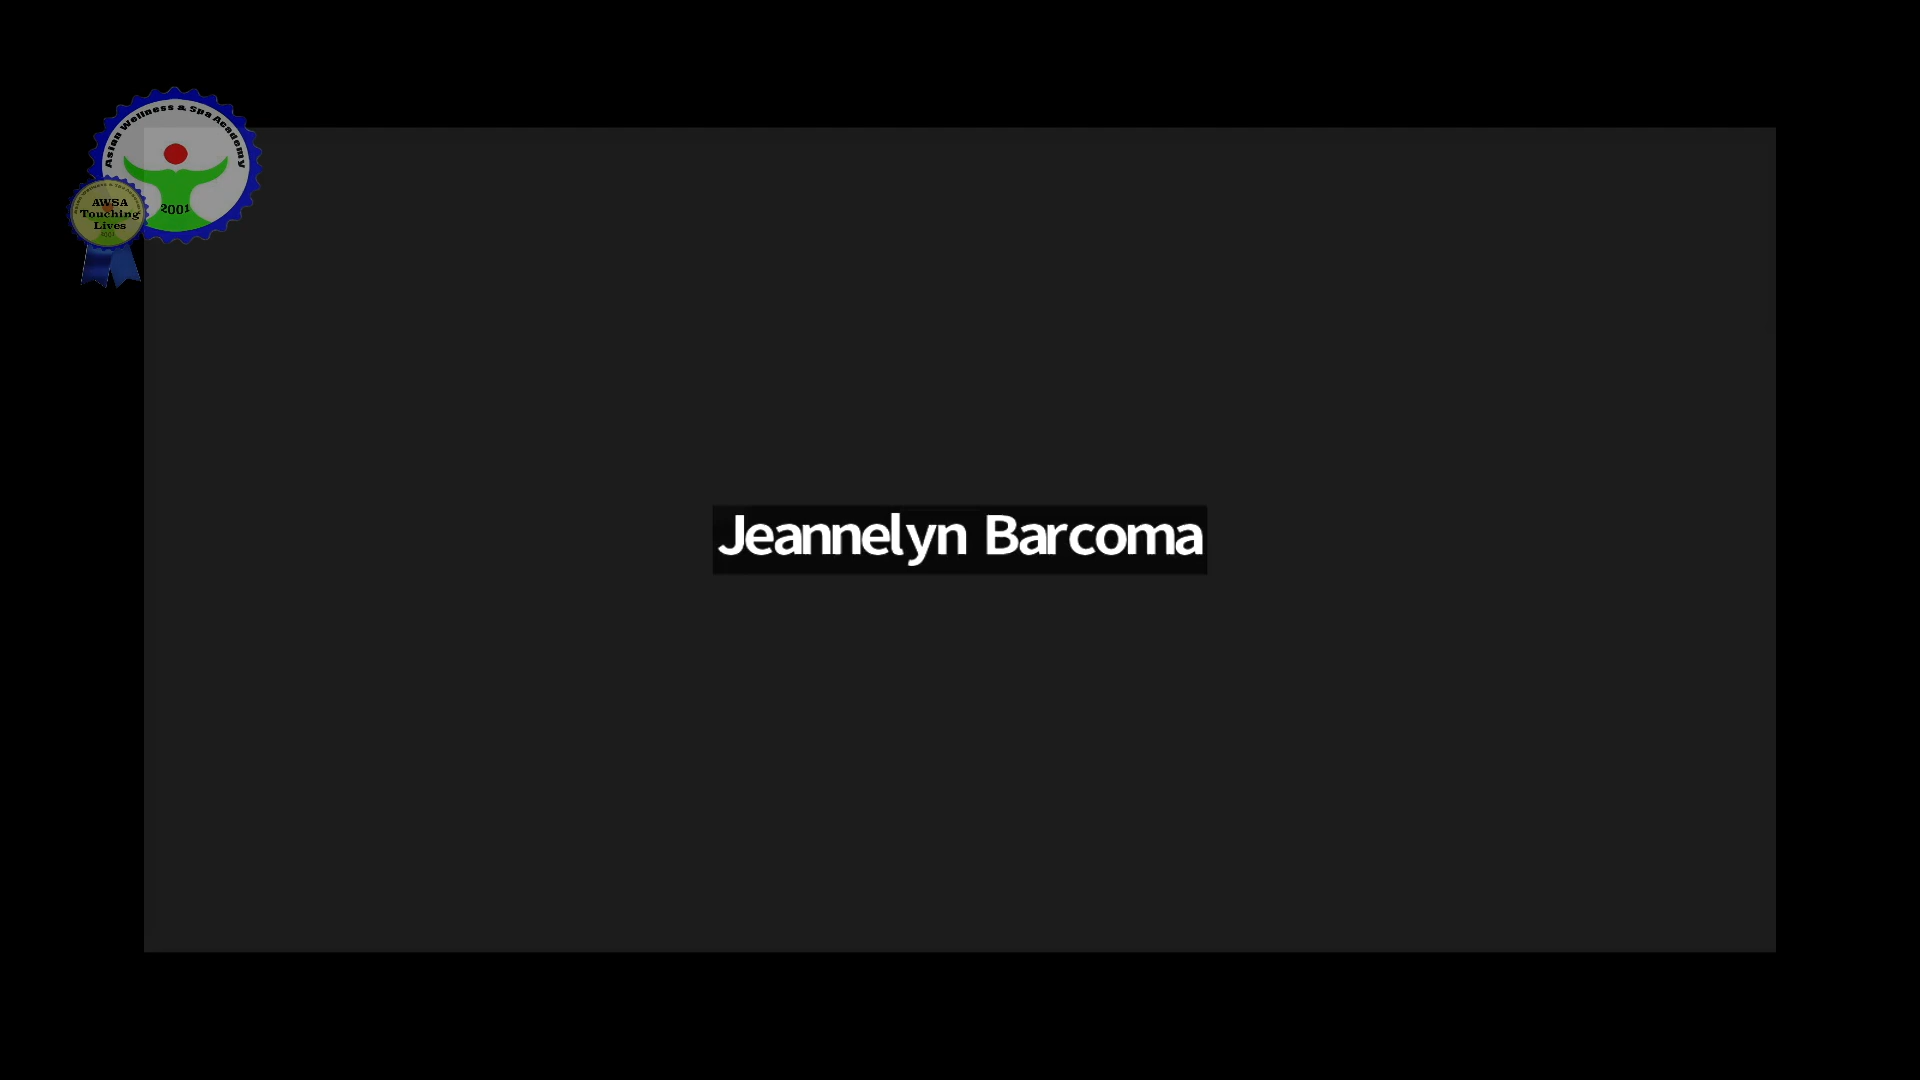 Asian Wellness & Spa Academy
2001
AWSA
Touching
Lives
Jeannelyn Barcoma